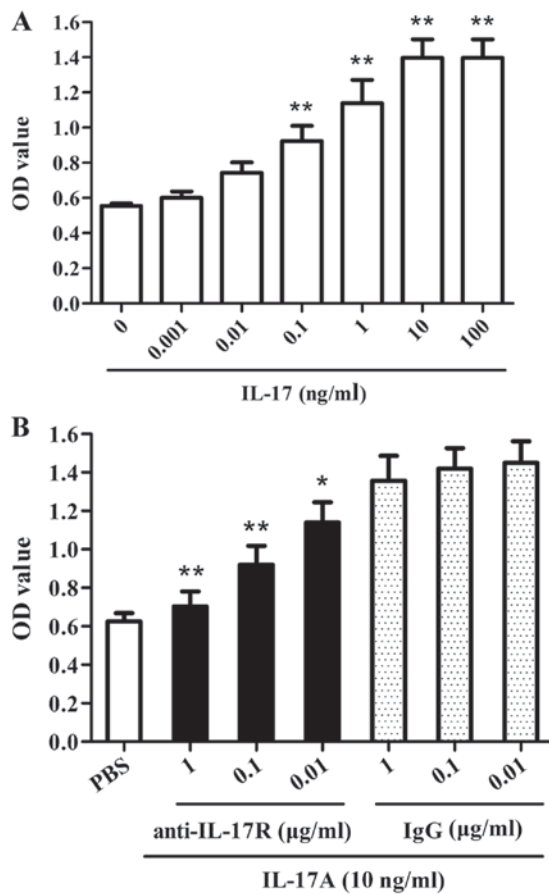 A
OD value
1.6
1.4
1.2
1.0
0.8
0.6
0.4
0.2
0.0
** ** ** **
0 0.001 0.01 0.1 1 10 100
IL-17 (ng/ml)
B
OD value
1.6
1.4
1.2
1.0
0.8
0.6
0.4
0.2
0.0
** ** *
PBS 1 0.1 0.01 1 0.1 0.01
anti-IL-17R (μg/ml) IgG (μg/ml)
IL-17A (10 ng/ml)